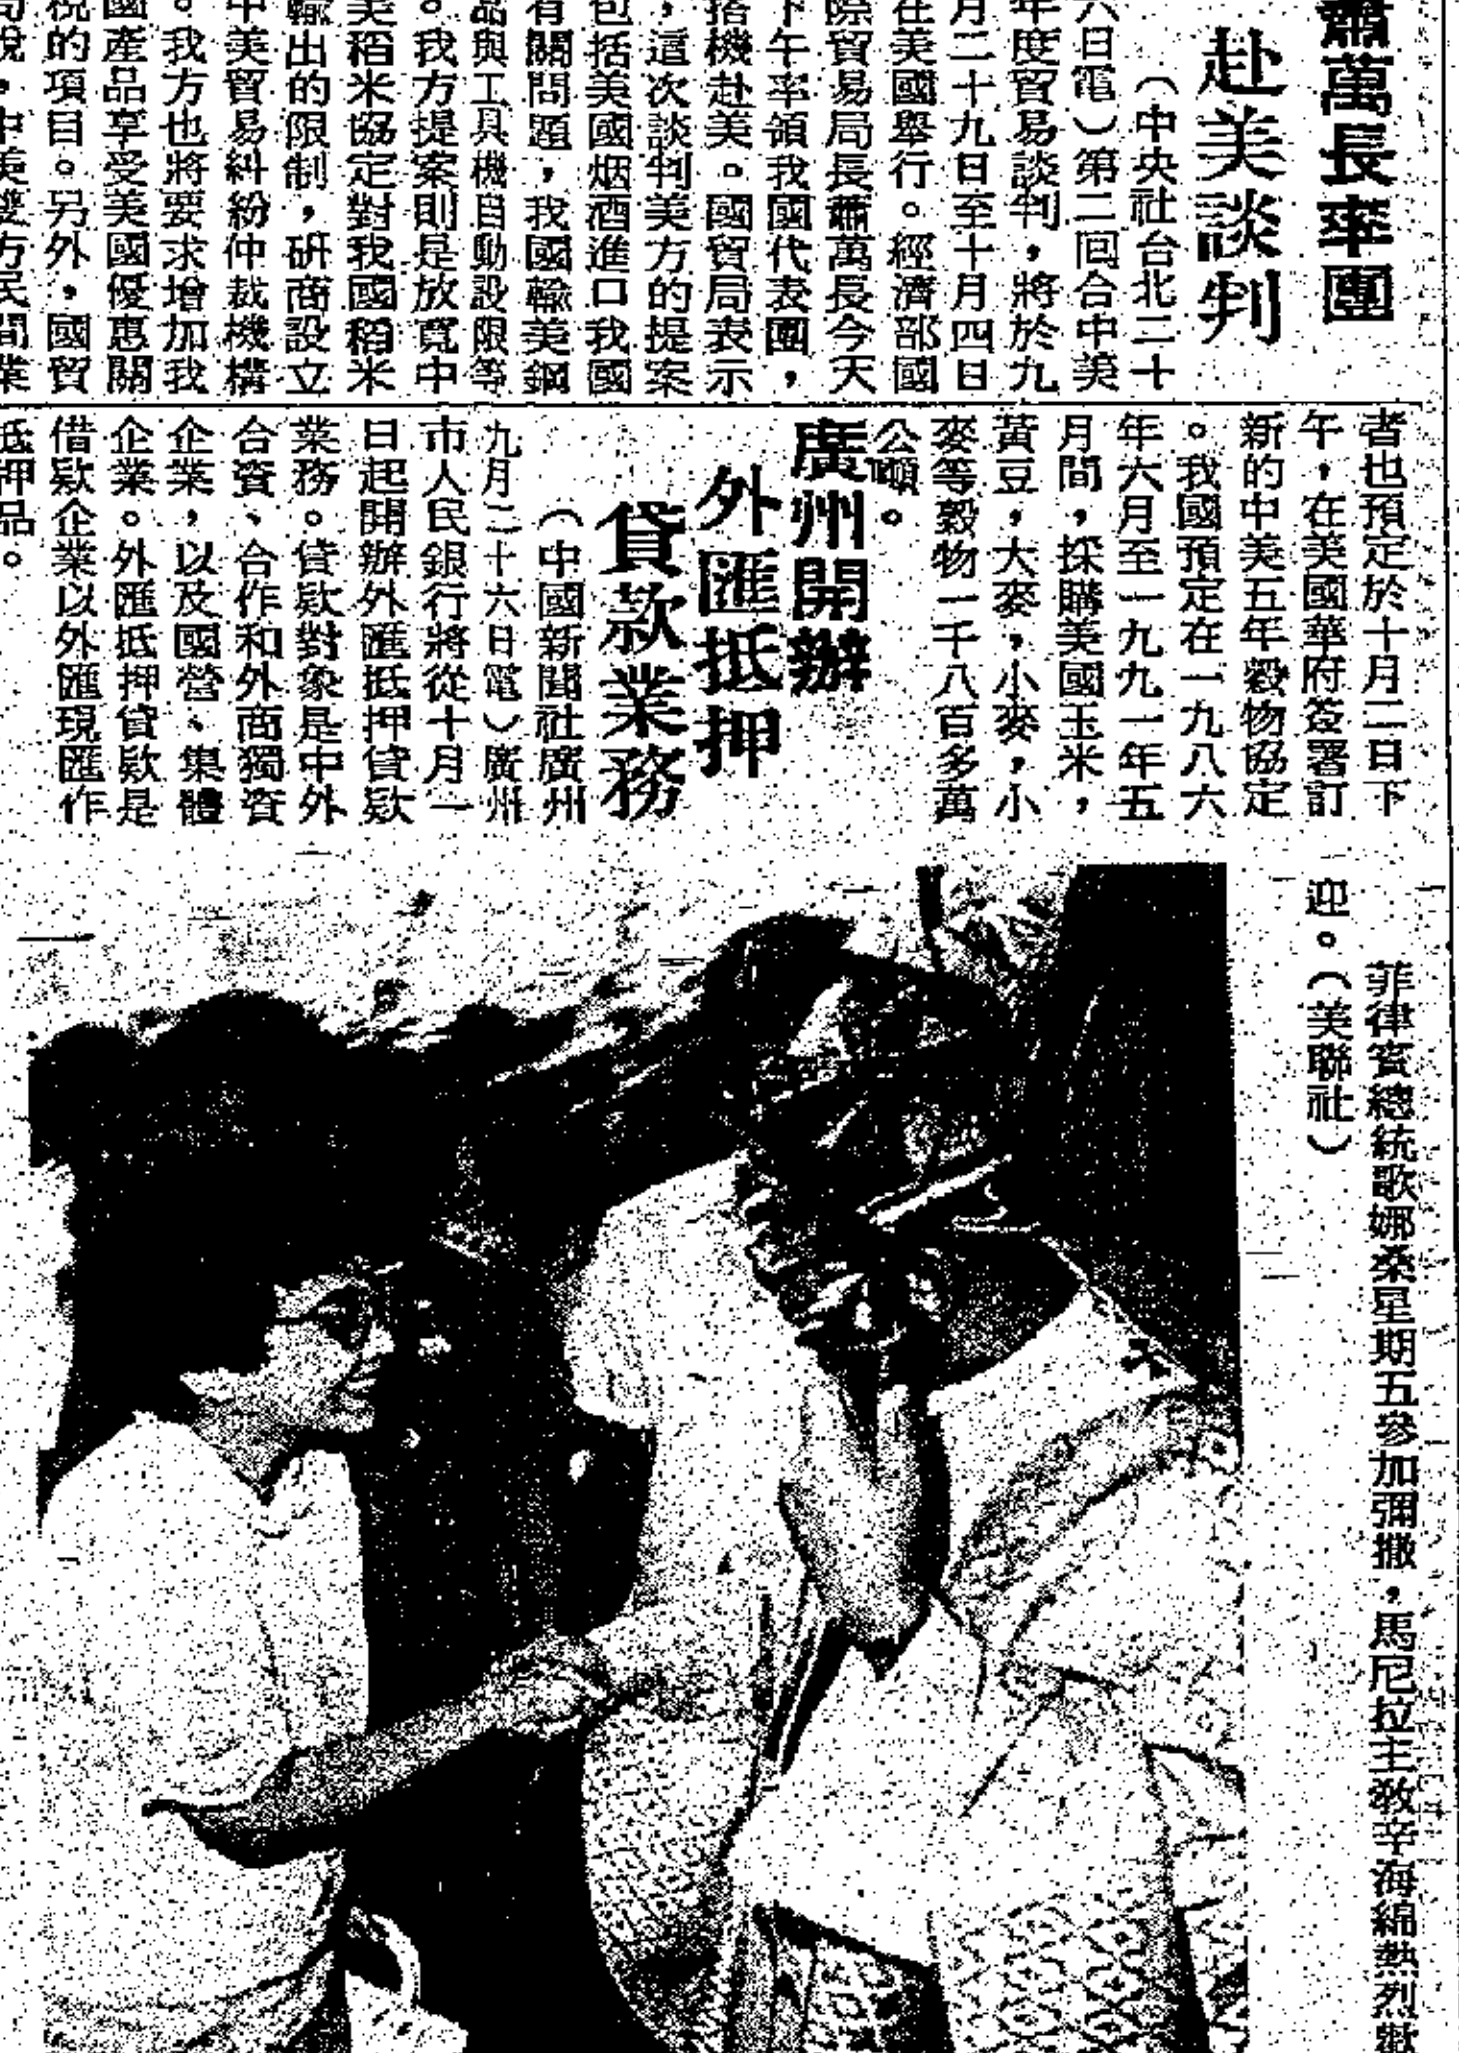 蕭萬長率團
赴美談判
（中央社台北二十
六日電）第二回合中美
年度貿易談判，將於九
月二十九日至十月四日
在美國舉行。經濟部國
際貿易局長蕭萬長今天
下午率領我國代表團，
搭機赴美。國貿局表示
，這次談判美方的提案
包括美國烟酒進口我國
有關問題，我國輸美鋼
品與工具機自動設限等
。我方提案則是放寬中
美稻米協定對我國稻米
輸出的限制，研商設立
中美貿易糾紛仲裁機構
。我方也將要求增加我
國產品享受美國優惠關
稅的項目。另外，國貿
局說，中美雙方民間業
者也預定於十月二日下
午，在美國華府簽署訂
新的中美五年穀物協定
。我國預定在一九八六
年六月至一九九一年五
月間，採購美國玉米，
黃豆，大麥，小麥，小
麥等穀物一千八百多萬
公噸。
廣州開辦
外匯抵押
貸款業務
（中國新聞社廣州
九月二十六日電）廣州
市人民銀行將從十月一
日起開辦外匯抵押貸款
業務。貸款對象是中外
合資、合作和外商獨資
企業，以及國營、集體
企業。外匯抵押貸款是
借款企業以外匯現匯作
抵押品。
菲律賓總統歌娜桑星期五參加彌撒，馬尼拉主教辛海綿熱烈歡
迎。（美聯社）